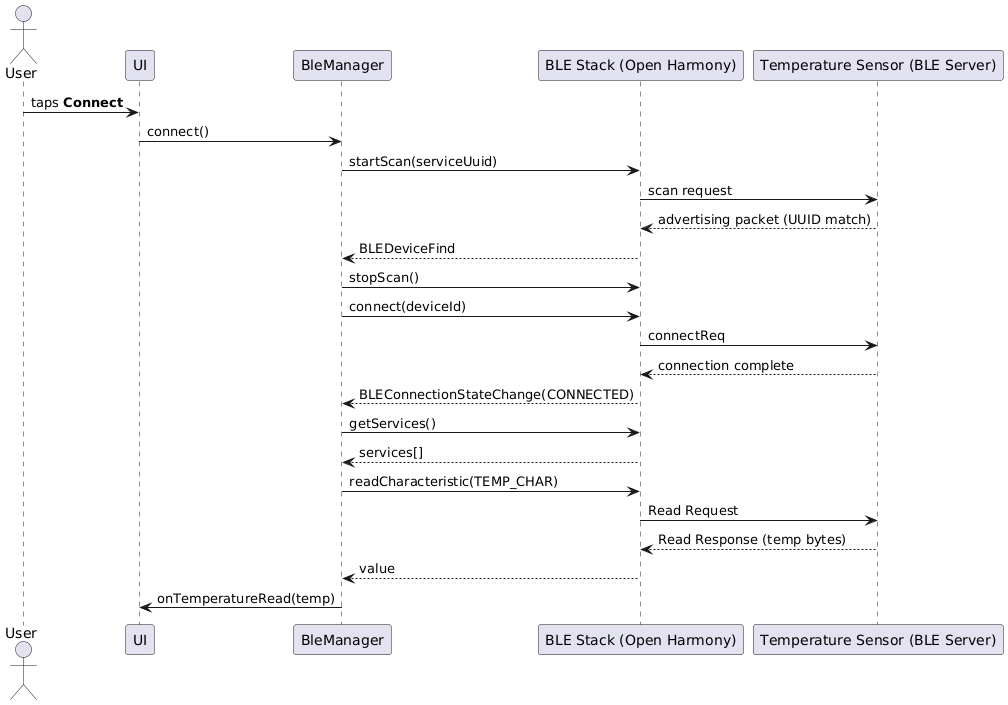 User
UI
BleManager
BLE Stack (Open Harmony)
Temperature Sensor (BLE Server)
taps Connect
connect()
startScan(serviceUuid)
scan request
advertising packet (UUID match)
BLEDeviceFind
stopScan()
connect(deviceId)
connectReq
connection complete
BLEConnectionStateChange(CONNECTED)
getServices()
services[]
readCharacteristic(TEMP_CHAR)
Read Request
Read Response (temp bytes)
value
onTemperatureRead(temp)
User
UI
BleManager
BLE Stack (Open Harmony)
Temperature Sensor (BLE Server)